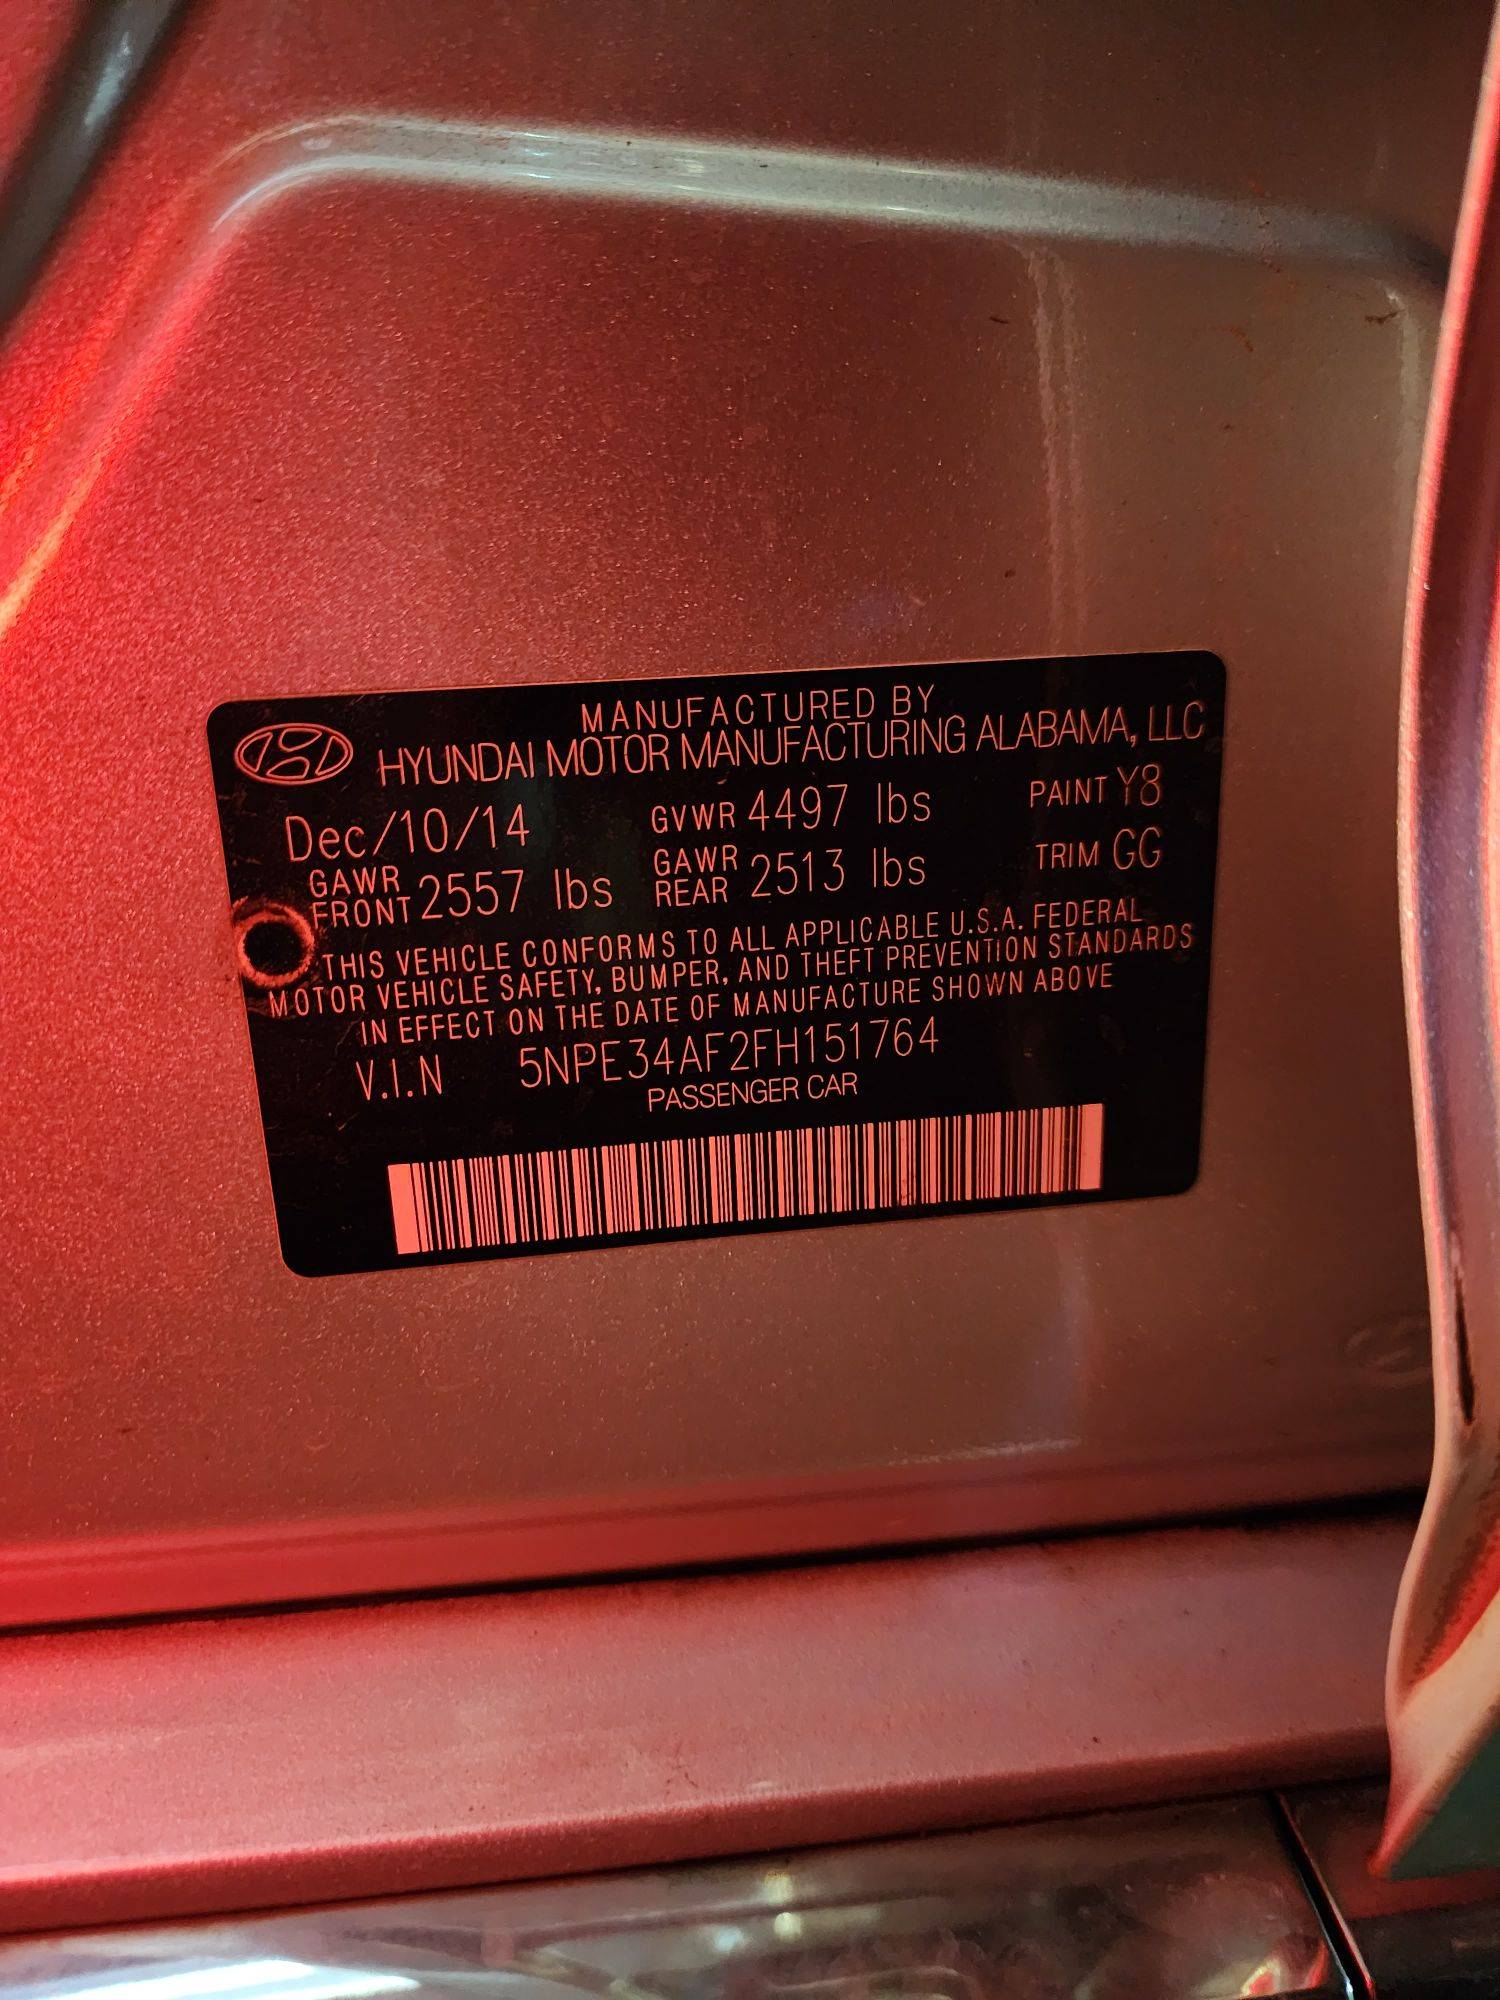 MANUFACTURED BY
HYUNDAI MOTOR MANUFACTURING ALABAMA, LLC
Dec/10/14 GVWR 4497 lbs PAINT Y8
GAWR FRONT 2557 lbs GAWR REAR 2513 lbs TRIM GG
THIS VEHICLE CONFORMS TO ALL APPLICABLE U.S.A. FEDERAL
MOTOR VEHICLE SAFETY, BUMPER, AND THEFT PREVENTION STANDARDS
IN EFFECT ON THE DATE OF MANUFACTURE SHOWN ABOVE
V.I.N 5NPE34AF2FH151764
PASSENGER CAR